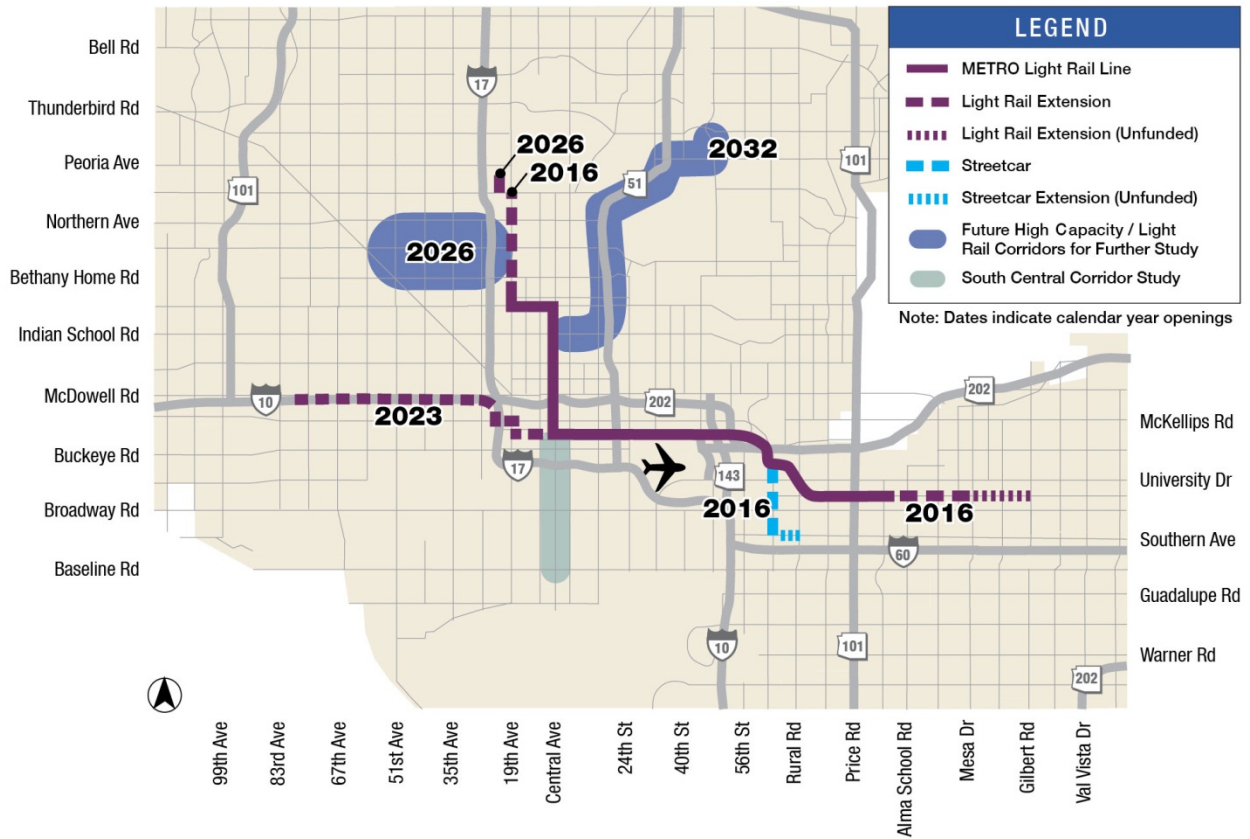 LEGEND
METRO Light Rail Line
Light Rail Extension
Light Rail Extension (Unfunded)
Streetcar
Streetcar Extension (Unfunded)
Future High Capacity / Light
Rail Corridors for Further Study
South Central Corridor Study
Note: Dates indicate calendar year openings
Bell Rd
Thunderbird Rd
Peoria Ave
Northern Ave
Bethany Home Rd
Indian School Rd
McDowell Rd
Buckeye Rd
Broadway Rd
Baseline Rd
17
101
2026
2016
2032
51
101
2026
10
2023
202
202
17
143
2016
2016
60
10
101
202
McKellips Rd
University Dr
Southern Ave
Guadalupe Rd
Warner Rd
99th Ave
83rd Ave
67th Ave
51st Ave
35th Ave
19th Ave
Central Ave
24th St
40th St
56th St
Rural Rd
Price Rd
Alma School Rd
Mesa Dr
Gilbert Rd
Val Vista Dr